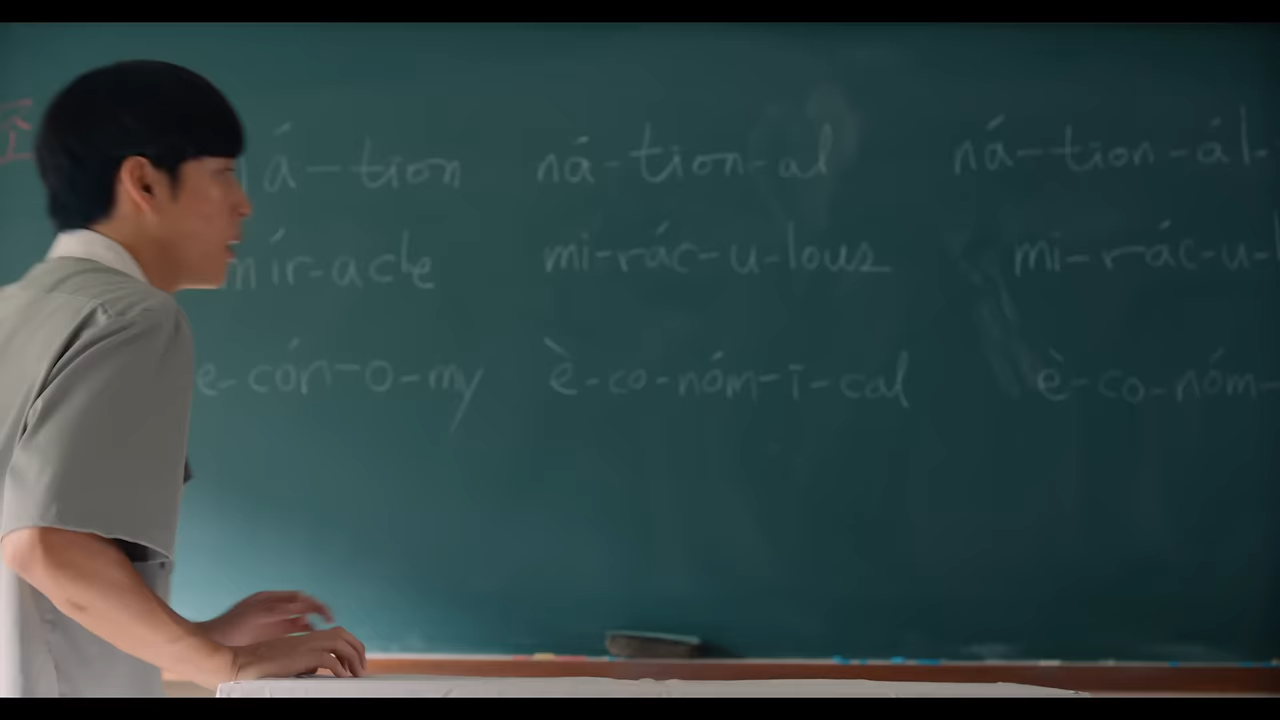 á-tion ná-tion-al ná-tion-ál-
mír-acle mi-rác-u-lous mi-rác-u-l
e-cón-o-my è-co-nóm-i-cal è-co-nóm-